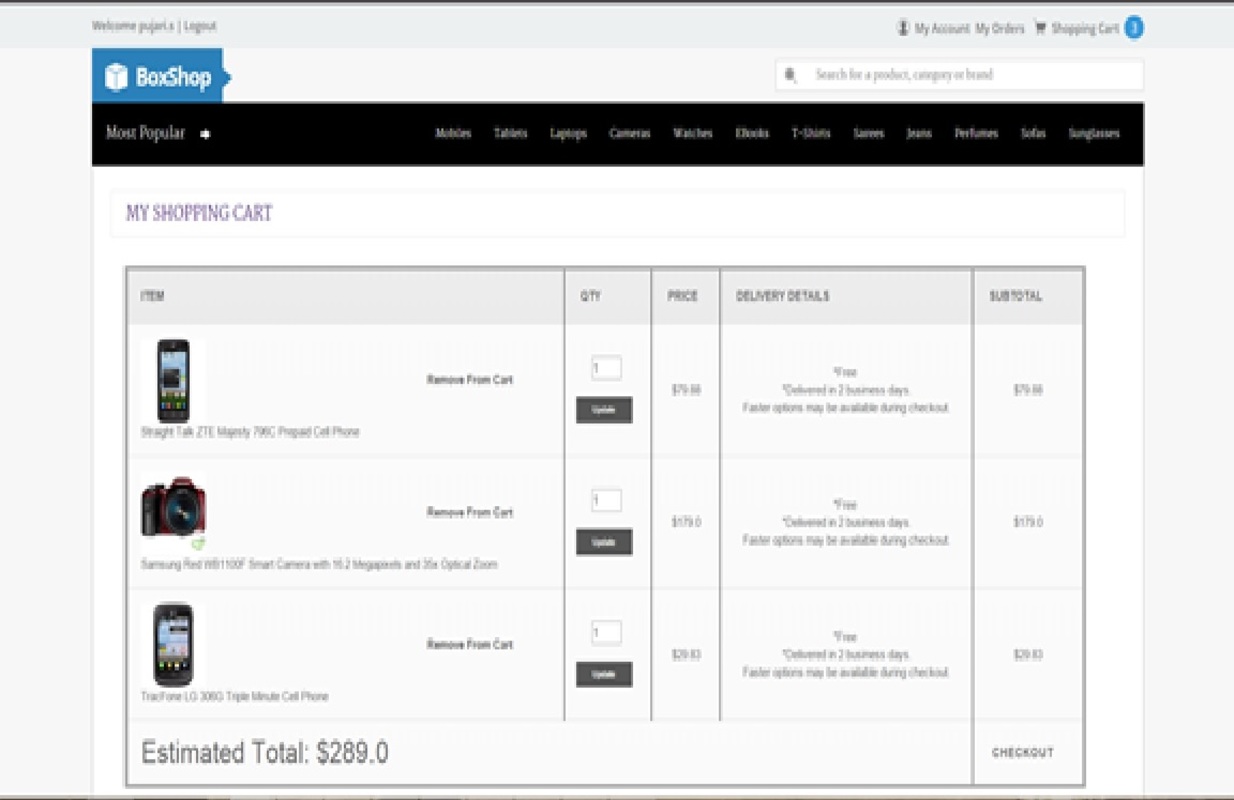 Welcome pujari.s | Logout
My Account My Orders Shopping Cart 3
BoxShop
Search for a product, category or brand
Most Popular Mobiles Tablets Laptops Cameras Watches EBooks T-Shirts Sarees Jeans Perfumes Sofas Sunglasses
MY SHOPPING CART
ITEM QTY PRICE DELIVERY DETAILS SUBTOTAL
Remove From Cart
1
Update
$79.88
*Free
*Delivered in 2 business days.
Faster options may be available during checkout
$79.88
Straight Talk ZTE Majesty 796C Prepaid Cell Phone
Remove From Cart
1
Update
$179.0
*Free
*Delivered in 2 business days.
Faster options may be available during checkout
$179.0
Samsung Red WB1100F Smart Camera with 16.2 Megapixels and 35x Optical Zoom
Remove From Cart
1
Update
$29.83
*Free
*Delivered in 2 business days.
Faster options may be available during checkout
$29.83
TracFone LG 306G Triple Minute Cell Phone
Estimated Total: $289.0
CHECKOUT